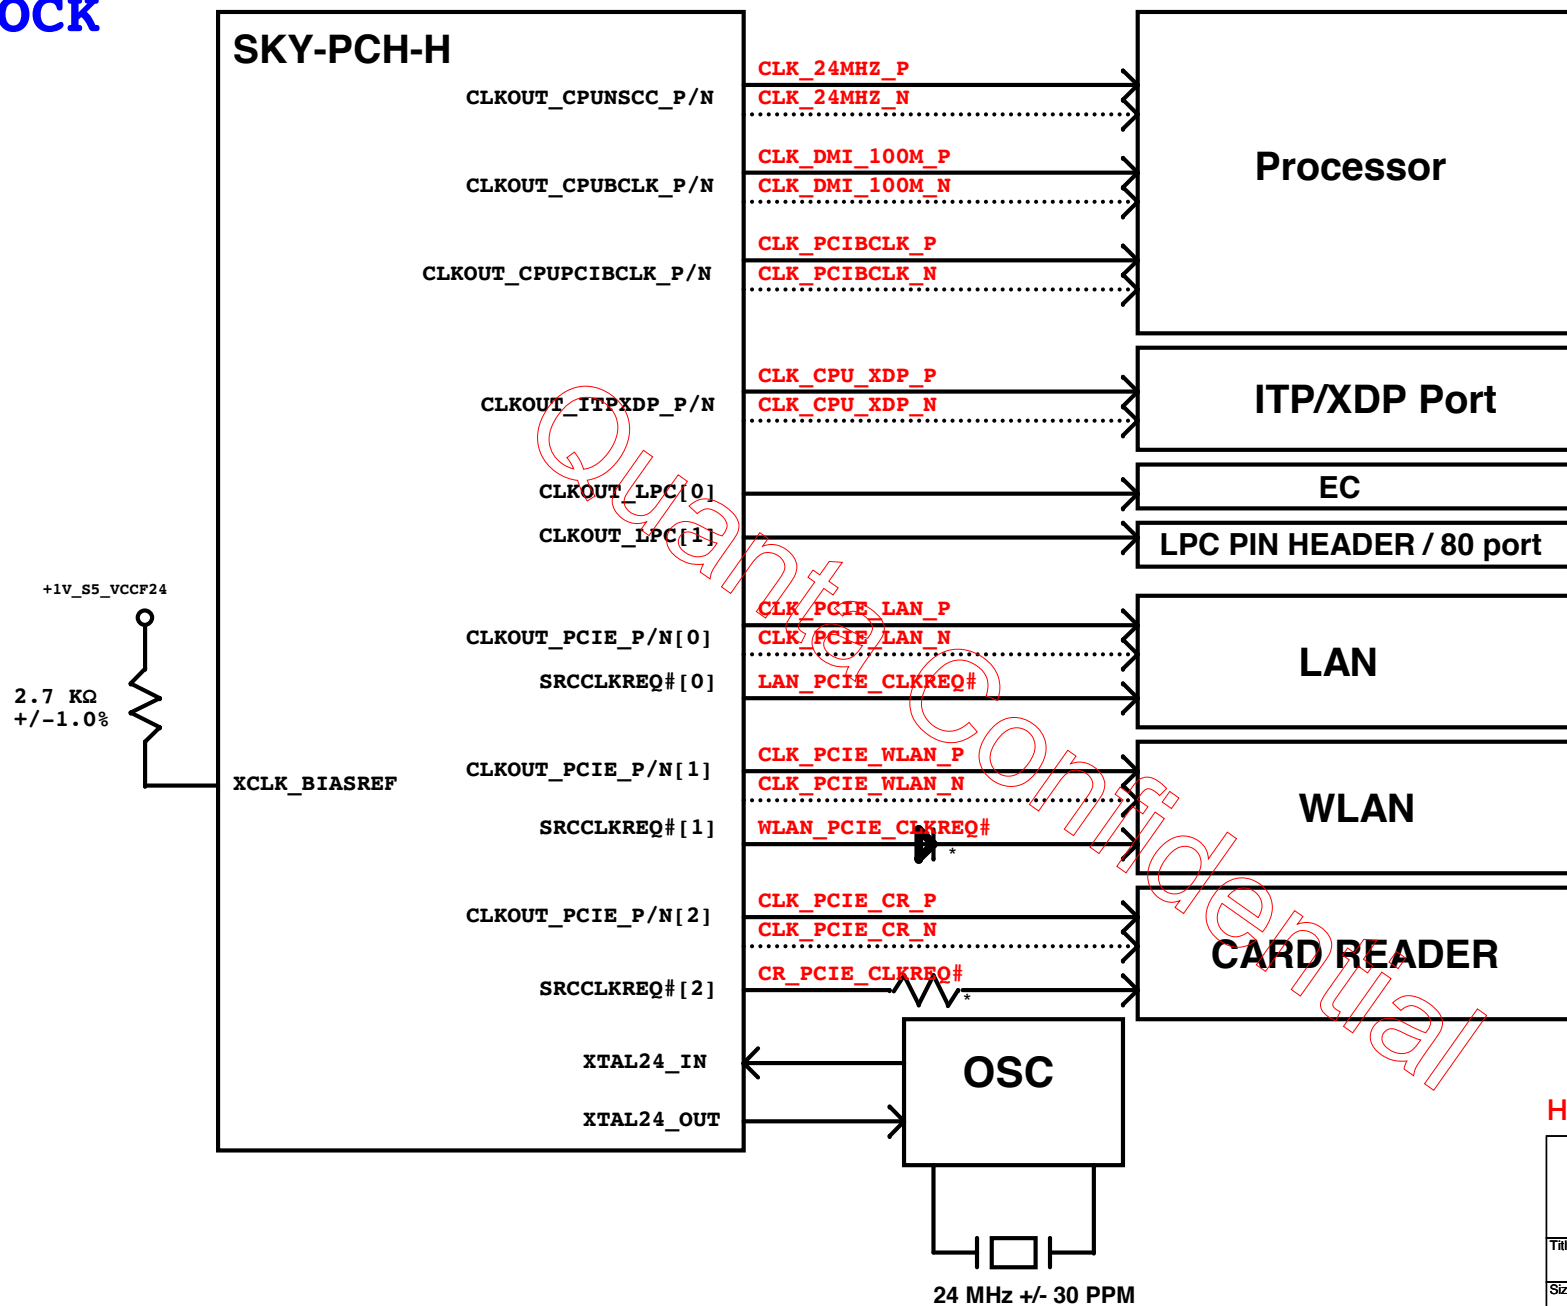 OCK
SKY-PCH-H
CLKOUT_CPUNSCC_P/N
CLK_24MHZ_P
CLK_24MHZ_N
CLKOUT_CPUBCLK_P/N
CLK_DMI_100M_P
CLK_DMI_100M_N
Processor
CLKOUT_CPUPCIBCLK_P/N
CLK_PCIBCLK_P
CLK_PCIBCLK_N
CLKOUT_ITPXDP_P/N
CLK_CPU_XDP_P
CLK_CPU_XDP_N
ITP/XDP Port
CLKOUT_LPC[0]
EC
CLKOUT_LPC[1]
LPC PIN HEADER / 80 port
+1V_S5_VCCF24
2.7 KΩ
+/-1.0%
XCLK_BIASREF
CLKOUT_PCIE_P/N[0]
CLK_PCIE_LAN_P
CLK_PCIE_LAN_N
SRCCLKREQ#[0]
LAN_PCIE_CLKREQ#
LAN
CLKOUT_PCIE_P/N[1]
CLK_PCIE_WLAN_P
CLK_PCIE_WLAN_N
SRCCLKREQ#[1]
WLAN_PCIE_CLKREQ#
*
WLAN
CLKOUT_PCIE_P/N[2]
CLK_PCIE_CR_P
CLK_PCIE_CR_N
SRCCLKREQ#[2]
CR_PCIE_CLKREQ#
*
CARD READER
XTAL24_IN
XTAL24_OUT
OSC
24 MHz +/- 30 PPM
Quanta Confidential
H
Titl
Siz